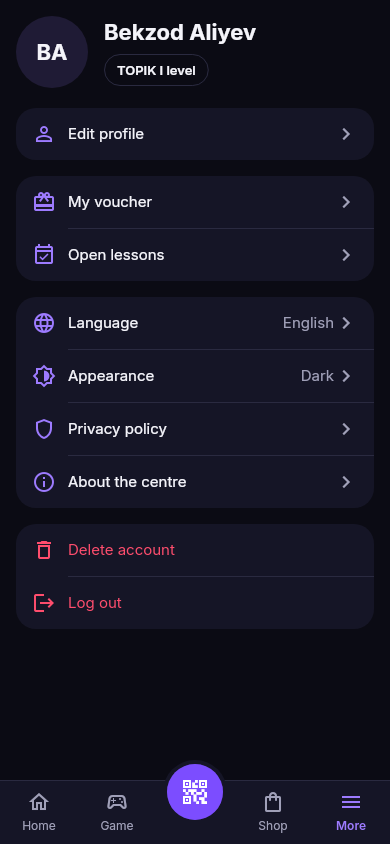 BA
Bekzod Aliyev
TOPIK I level
Edit profile
My voucher
Open lessons
Language English
Appearance Dark
Privacy policy
About the centre
Delete account
Log out
Home Game Shop More